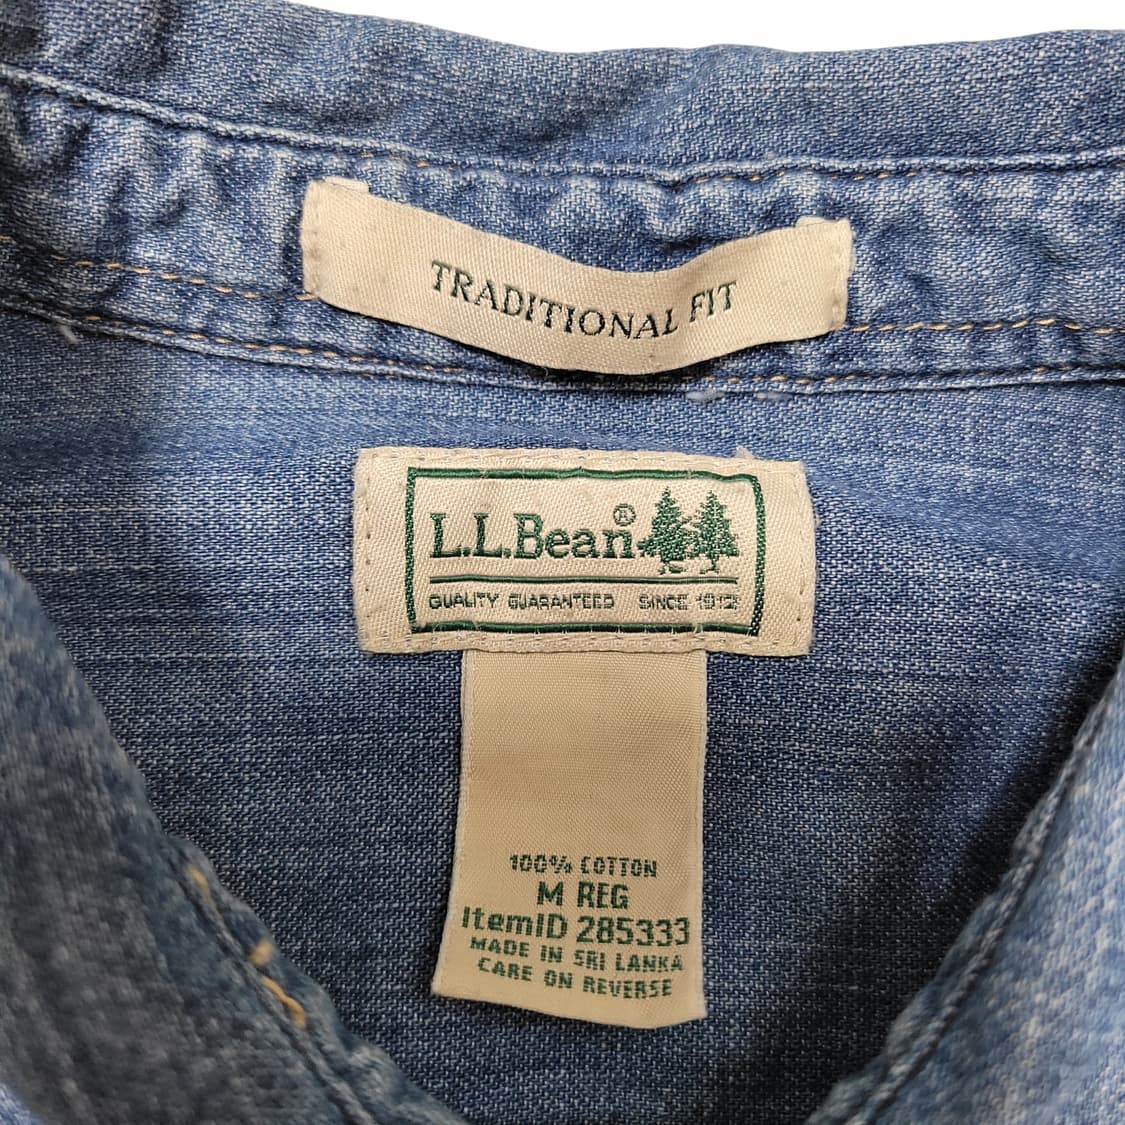 TRADITIONAL FIT
L.L.Bean®
QUALITY GUARANTEED SINCE 1912
100% COTTON
M REG
ItemID 285333
MADE IN SRI LANKA
CARE ON REVERSE